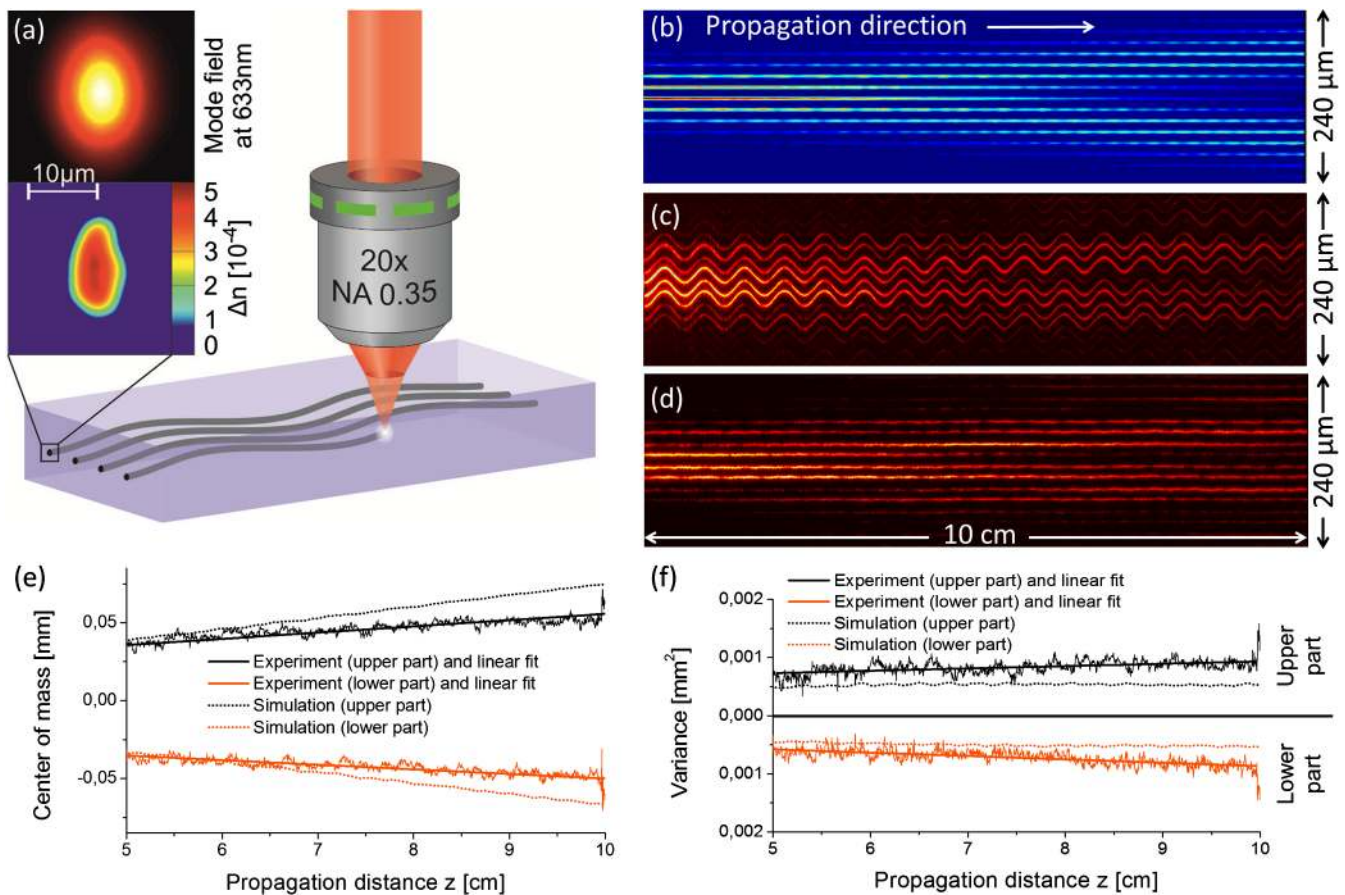 (a)
Mode field
at 633nm
10µm
5
4
3
2
1
0
Δn [10⁻⁴]
20x
NA 0.35
(b) Propagation direction
240 µm
(c)
240 µm
(d)
240 µm
10 cm
(e)
Center of mass [mm]
0,05
0,00
-0,05
Experiment (upper part) and linear fit
Experiment (lower part) and linear fit
Simulation (upper part)
Simulation (lower part)
5 6 7 8 9 10
Propagation distance z [cm]
(f)
Variance [mm²]
0,002
0,001
0,000
0,001
0,002
Experiment (upper part) and linear fit
Experiment (lower part) and linear fit
Simulation (upper part)
Simulation (lower part)
Upper
part
Lower
part
5 6 7 8 9 10
Propagation distance z [cm]